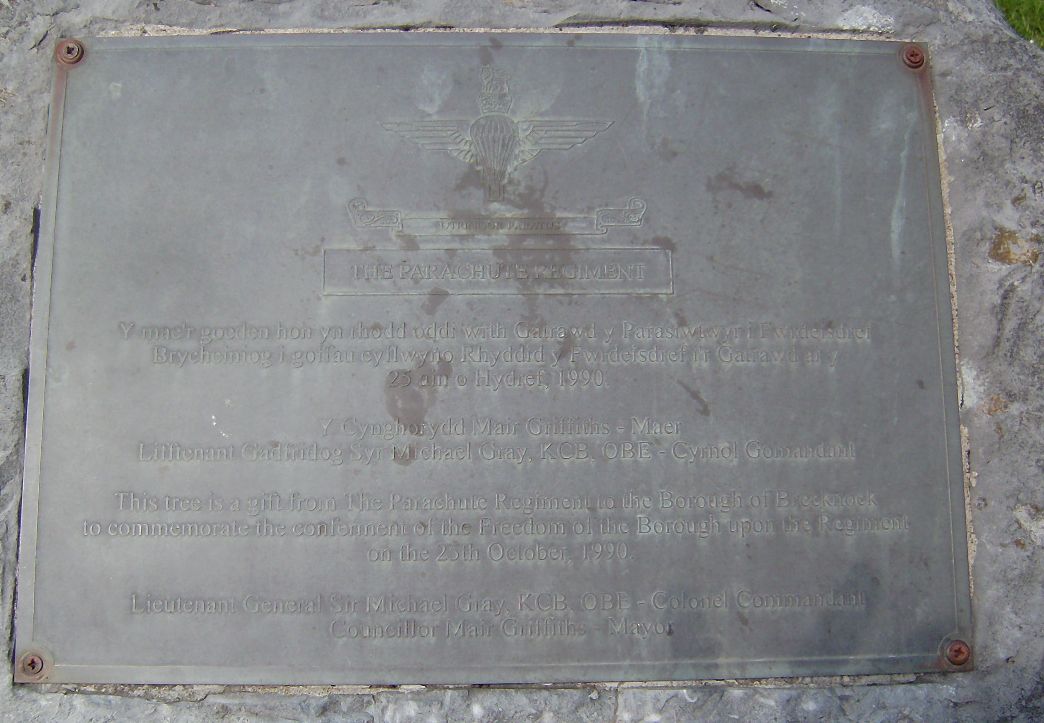 UTRINQUE PARATUS
THE PARACHUTE REGIMENT
Y mae'r goeden hon yn rhodd oddi wrth Gatrawd y Parasiwtwyr i Fwrdeisdref
Brycheiniog i goffau cyflwyno Rhyddid y Fwrdeisdref i'r Gatrawd ar y
25 ain o Hydref, 1990.
Y Cynghorydd Mair Griffiths - Maer
Lifftenant Gadfridog Syr Michael Gray, KCB, OBE - Cyrnol Gomandant
This tree is a gift from The Parachute Regiment to the Borough of Brecknock
to commemorate the conferment of the Freedom of the Borough upon the Regiment
on the 25th October, 1990.
Lieutenant General Sir Michael Gray, KCB, OBE - Colonel Commandant
Councillor Mair Griffiths - Mayor